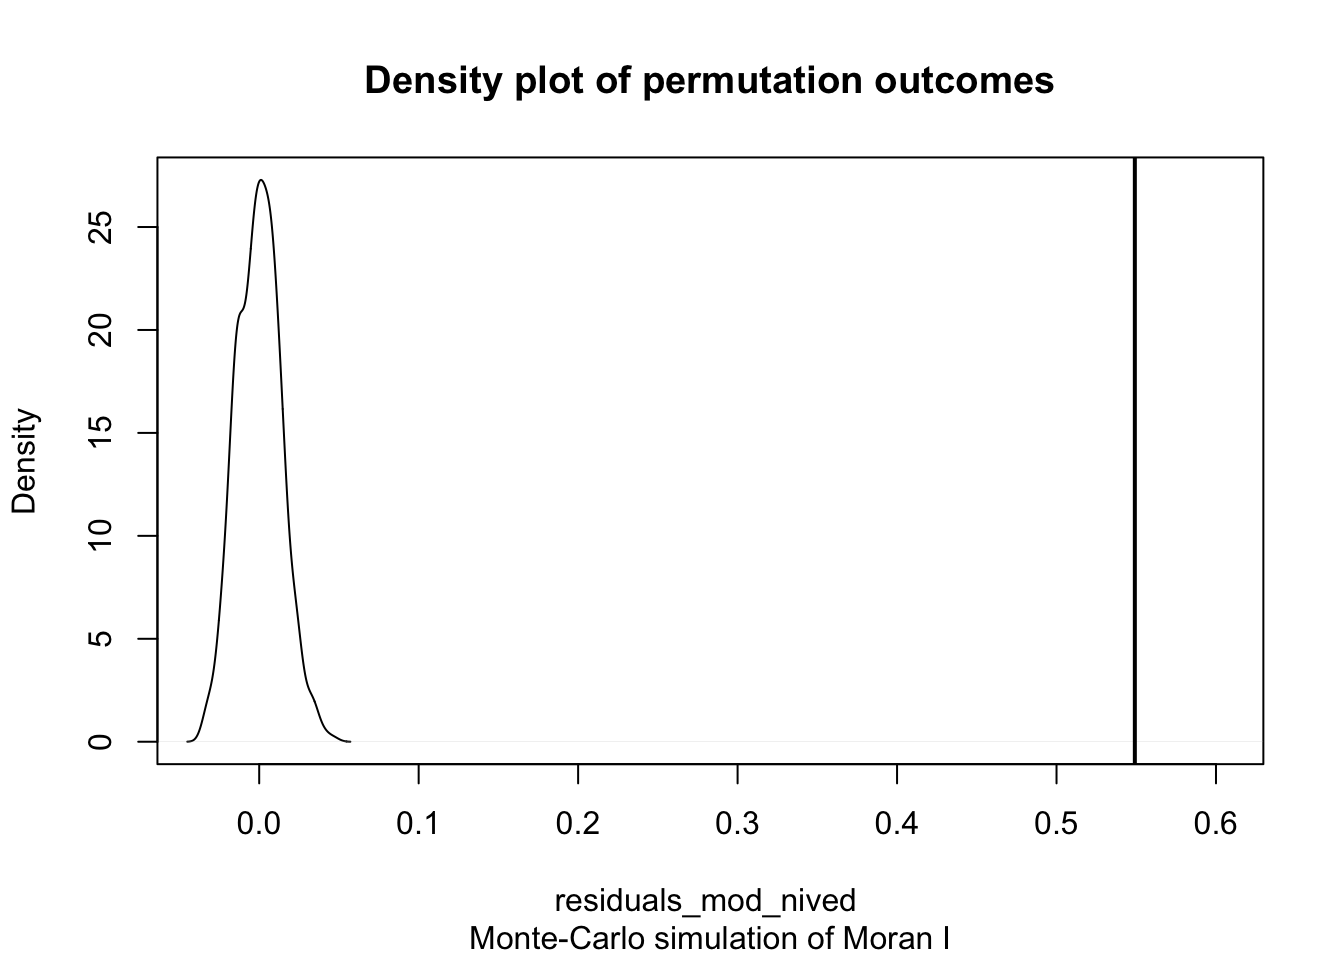 Density plot of permutation outcomes
Density
25
20
15
10
5
0
0.0 0.1 0.2 0.3 0.4 0.5 0.6
residuals_mod_nived
Monte-Carlo simulation of Moran I